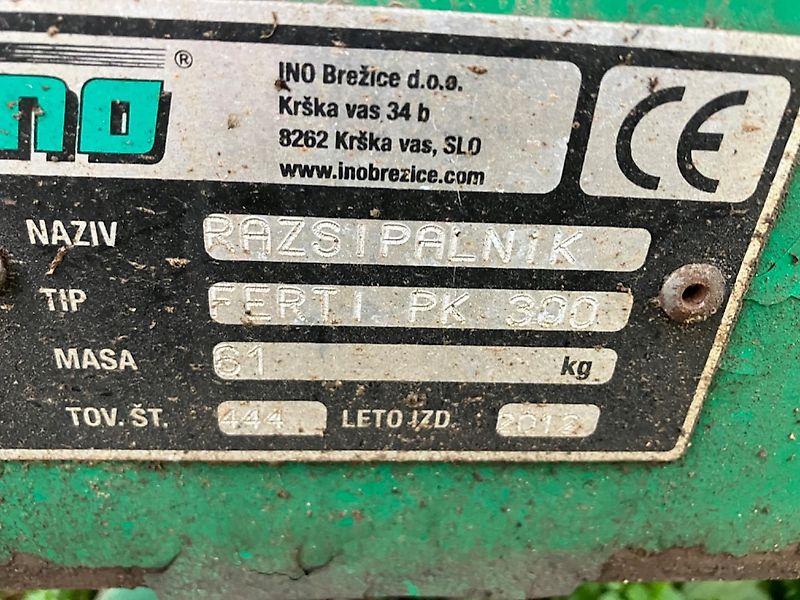 INO ®
INO Brežice d.o.o.
Krška vas 34 b
8262 Krška vas, SLO
www.inobrezice.com
CE
NAZIV RAZSIPALNIK
TIP FERTI PK 300
MASA 61 kg
TOV. ŠT. 444 LETO IZD. 2012